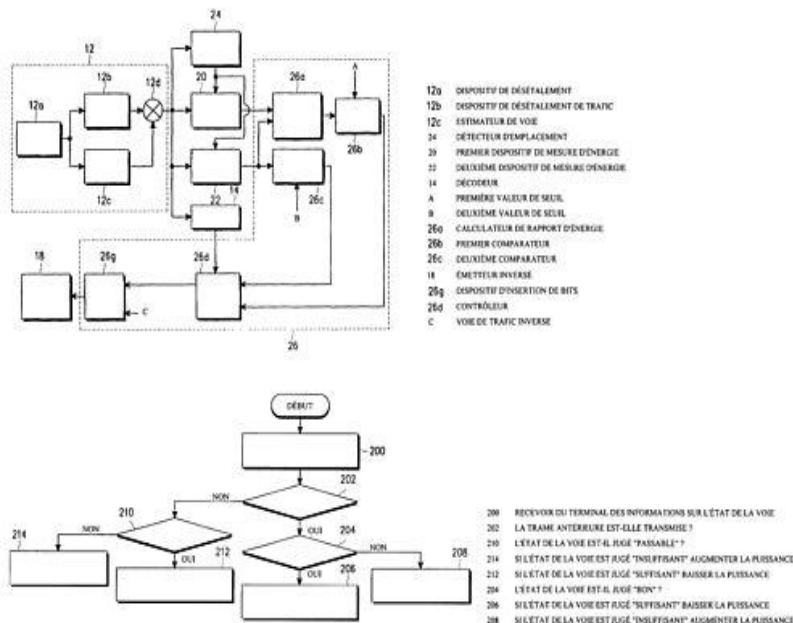 12
24
12b
12d
20
26a
A
12a
12c
22
14
26c
26b
B
18
26g
26d
C
26
12a DISPOSITIF DE DÉSÉTALEMENT
12b DISPOSITIF DE DÉSÉTALEMENT DE TRAFIC
12c ESTIMATEUR DE VOIE
24 DÉTECTEUR D'EMPLACEMENT
20 PREMIER DISPOSITIF DE MESURE D'ÉNERGIE
22 DEUXIÈME DISPOSITIF DE MESURE D'ÉNERGIE
14 DÉCODEUR
A PREMIÈRE VALEUR DE SEUIL
B DEUXIÈME VALEUR DE SEUIL
26a CALCULATEUR DE RAPPORT D'ÉNERGIE
26b PREMIER COMPARATEUR
26c DEUXIÈME COMPARATEUR
18 ÉMETTEUR INVERSE
26g DISPOSITIF D'INSERTION DE BITS
26d CONTRÔLEUR
C VOIE DE TRAFIC INVERSE
DÉBUT
200
202
NON
210
OUI
204
NON
214
OUI
212
NON
208
OUI
206
200 RECEVOIR DU TERMINAL DES INFORMATIONS SUR L'ÉTAT DE LA VOIE
202 LA TRAME ANTÉRIEURE EST-ELLE TRANSMISE ?
210 L'ÉTAT DE LA VOIE EST-IL JUGÉ "PASSABLE" ?
214 SI L'ÉTAT DE LA VOIE EST JUGÉ "INSUFFISANT" AUGMENTER LA PUISSANCE
212 SI L'ÉTAT DE LA VOIE EST JUGÉ "SUFFISANT" BAISSER LA PUISSANCE
204 L'ÉTAT DE LA VOIE EST-IL JUGÉ "BON" ?
206 SI L'ÉTAT DE LA VOIE EST JUGÉ "SUFFISANT" BAISSER LA PUISSANCE
208 SI L'ÉTAT DE LA VOIE EST JUGÉ "INSUFFISANT" AUGMENTER LA PUISSANCE